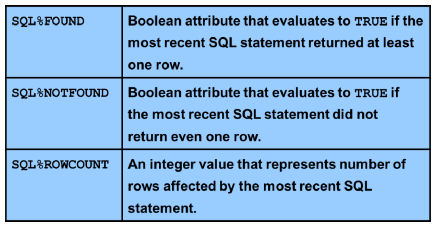 SQL%FOUND Boolean attribute that evaluates to TRUE if the
most recent SQL statement returned at least
one row.
SQL%NOTFOUND Boolean attribute that evaluates to TRUE if
the most recent SQL statement did not
return even one row.
SQL%ROWCOUNT An integer value that represents number of
rows affected by the most recent SQL
statement.